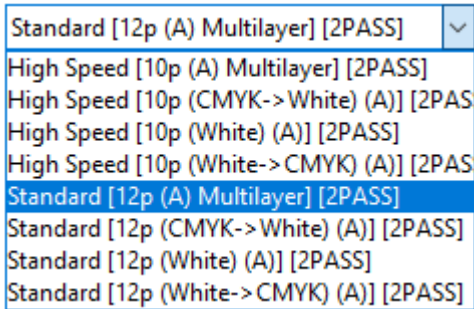 Standard [12p (A) Multilayer] [2PASS]
High Speed [10p (A) Multilayer] [2PASS]
High Speed [10p (CMYK->White) (A)] [2PAS
High Speed [10p (White) (A)] [2PASS]
High Speed [10p (White->CMYK) (A)] [2PAS
Standard [12p (A) Multilayer] [2PASS]
Standard [12p (CMYK->White) (A)] [2PASS]
Standard [12p (White) (A)] [2PASS]
Standard [12p (White->CMYK) (A)] [2PASS]